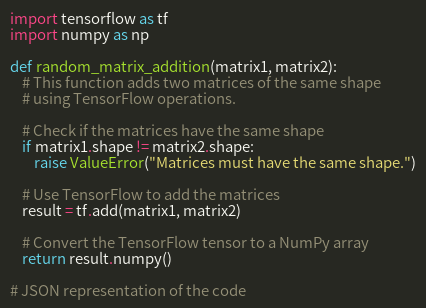 import tensorflow as tf
import numpy as np

def random_matrix_addition(matrix1, matrix2):
    # This function adds two matrices of the same shape
    # using TensorFlow operations.

    # Check if the matrices have the same shape
    if matrix1.shape != matrix2.shape:
        raise ValueError("Matrices must have the same shape.")

    # Use TensorFlow to add the matrices
    result = tf.add(matrix1, matrix2)

    # Convert the TensorFlow tensor to a NumPy array
    return result.numpy()

# JSON representation of the code